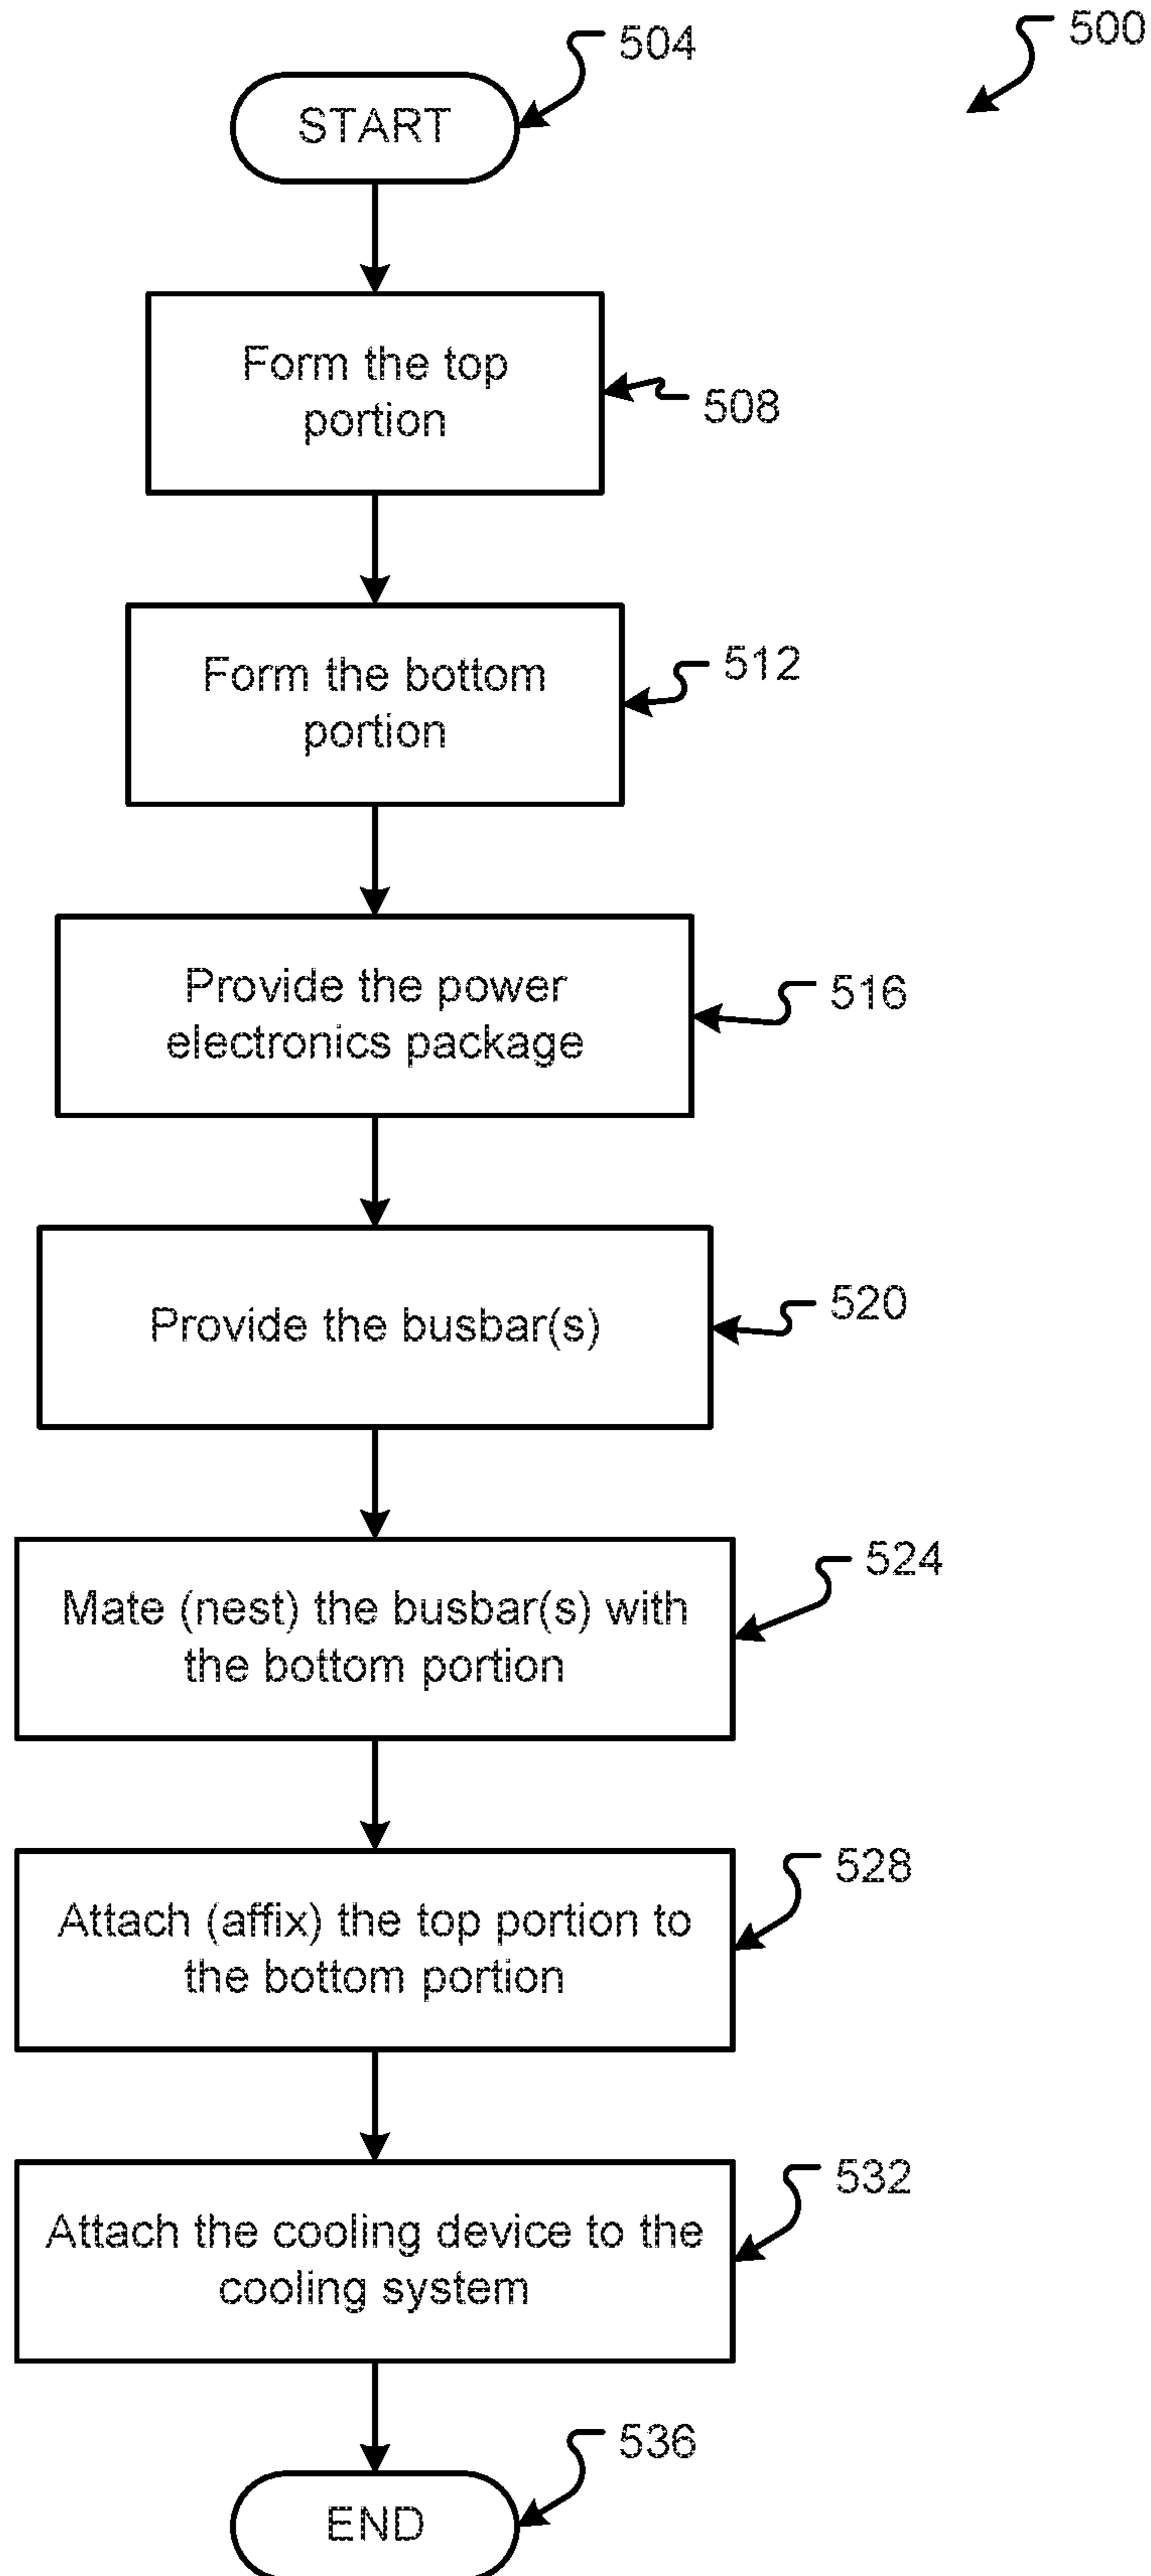 500
504
START
Form the top
portion
508
Form the bottom
portion
512
Provide the power
electronics package
516
Provide the busbar(s)
520
Mate (nest) the busbar(s) with
the bottom portion
524
Attach (affix) the top portion to
the bottom portion
528
Attach the cooling device to the
cooling system
532
END
536